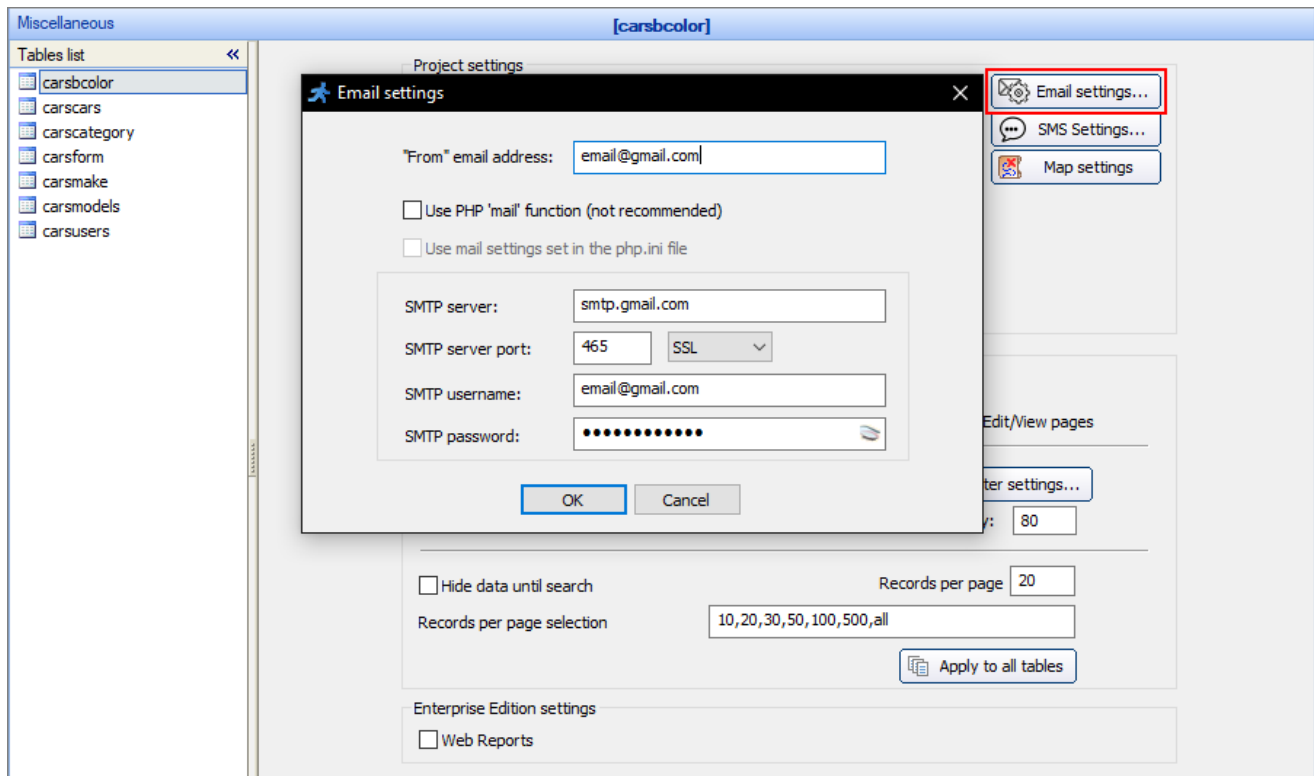 Miscellaneous
[carsbcolor]
Tables list
carsbcolor
carscars
carscategory
carsform
carsmake
carsmodels
carsusers
Project settings
Email settings...
SMS Settings...
Map settings
Email settings
"From" email address: email@gmail.com
Use PHP 'mail' function (not recommended)
Use mail settings set in the php.ini file
SMTP server: smtp.gmail.com
SMTP server port: 465 SSL
SMTP username: email@gmail.com
SMTP password: ••••••••••••
OK Cancel
Edit/View pages
settings...
80
Hide data until search Records per page 20
Records per page selection 10,20,30,50,100,500,all
Apply to all tables
Enterprise Edition settings
Web Reports